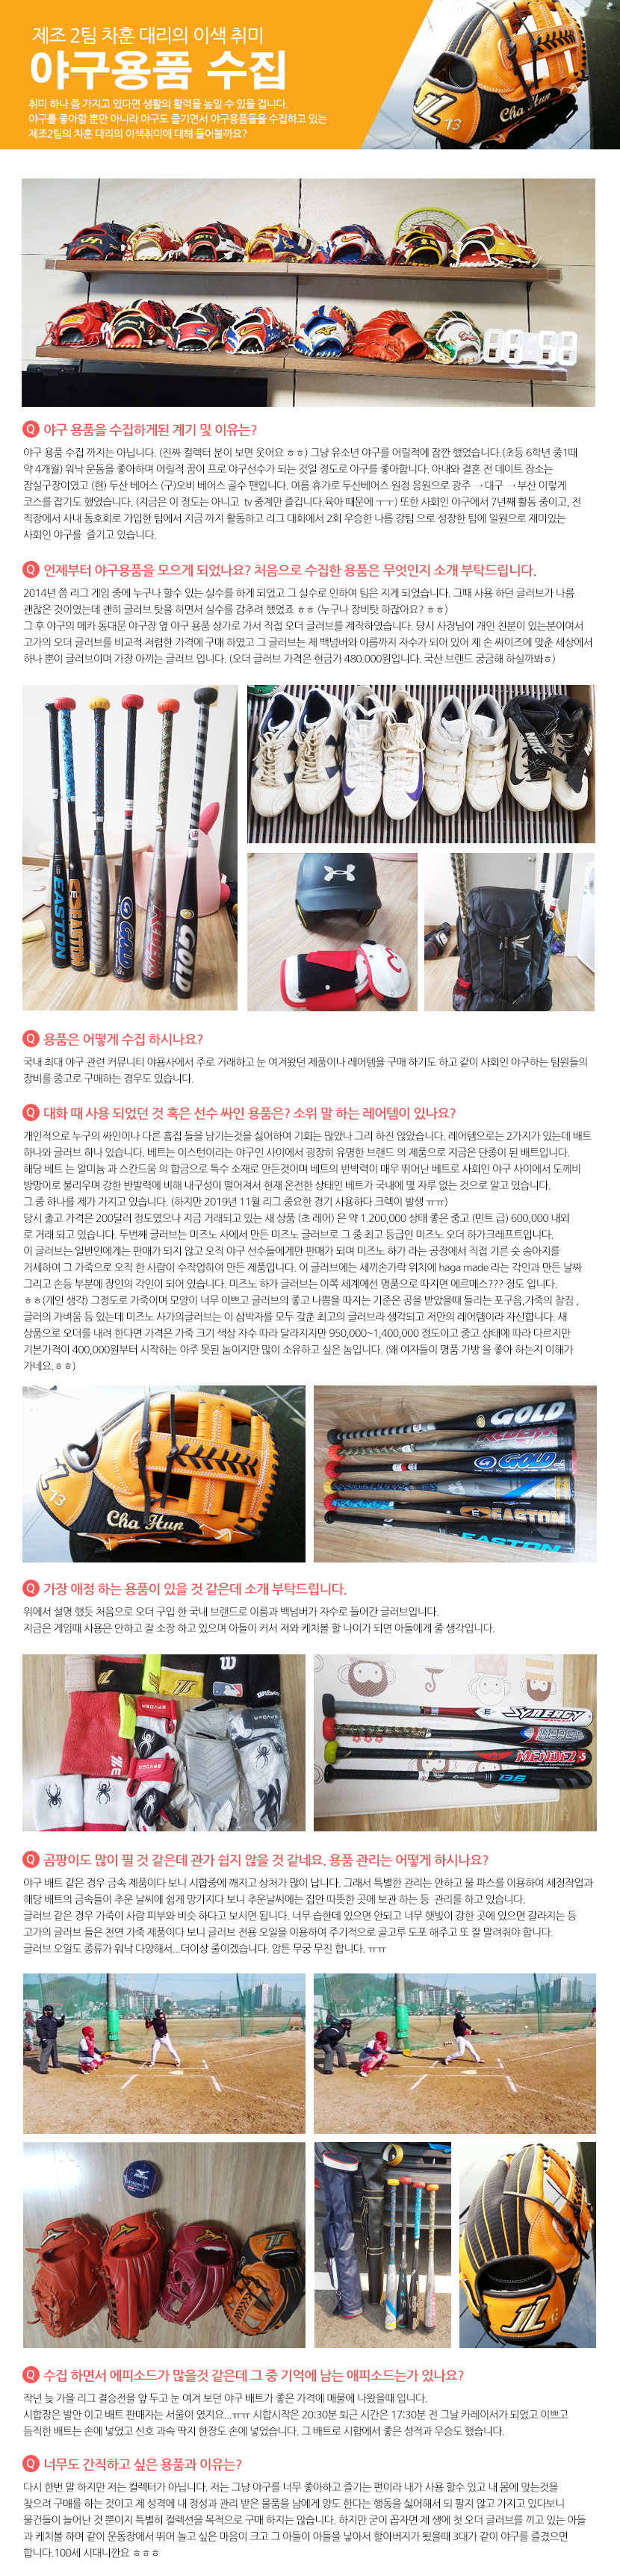 제조 2팀 차훈 대리의 이색 취미
야구용품 수집
취미 하나 쯤 가지고 있다면 생활의 활력을 높일 수 있을 겁니다.
야구를 좋아할 뿐만 아니라 야구도 즐기면서 야구용품들을 수집하고 있는
제조2팀의 차훈 대리의 이색취미에 대해 들어볼까요?
13
Cha Hun
Q 야구 용품을 수집하게된 계기 및 이유는?
야구 용품 수집 까지는 아닙니다. (진짜 컬렉터 분이 보면 웃어요 ㅎㅎ) 그냥 유소년 야구를 어릴적에 잠깐 했었습니다.(초등 6학년 중1때
약 4개월) 워낙 운동을 좋아하며 어릴적 꿈이 프로 야구선수가 되는 것일 정도로 야구를 좋아합니다. 아내와 결혼 전 데이트 장소는
잠실구장이였고 (현) 두산 베어스 (구)오비 베어스 골수 팬입니다. 여름 휴가로 두산베어스 원정 응원으로 광주 → 대구 → 부산 이렇게
코스를 잡기도 했었습니다. (지금은 이 정도는 아니고 tv 중계만 즐깁니다.육아 때문에 ㅜㅜ) 또한 사회인 야구에서 7년째 활동 중이고, 전
직장에서 사내 동호회로 가입한 팀에서 지금 까지 활동하고 리그 대회에서 2회 우승한 나름 강팀 으로 성장한 팀에 일원으로 재미있는
사회인 야구를 즐기고 있습니다.
Q 언제부터 야구용품을 모으게 되었나요? 처음으로 수집한 용품은 무엇인지 소개 부탁드립니다.
2014년 쯤 리그 게임 중에 누구나 할수 있는 실수를 하게 되었고 그 실수로 인하여 팀은 지게 되었습니다. 그때 사용 하던 글러브가 나름
괜찮은 것이였는데 괜히 글러브 탓을 하면서 실수를 감추려 했었죠 ㅎㅎ (누구나 장비탓 하잖아요? ㅎㅎ)
그 후 야구의 메카 동대문 야구장 옆 야구 용품 상가로 가서 직접 오더 글러브를 제작하였습니다. 당시 사장님이 개인 친분이 있는분이여서
고가의 오더 글러브를 비교적 저렴한 가격에 구매 하였고 그 글러브는 제 백넘버와 이름까지 자수가 되어 있어 제 손 싸이즈에 맞춘 세상에서
하나 뿐이 글러브이며 가장 아끼는 글러브 입니다. (오더 글러브 가격은 현금가 480.000원입니다. 국산 브랜드 궁금해 하실까봐ㅎ)
EASTON
EASTON
GOLD
GOLD
Q 용품은 어떻게 수집 하시나요?
국내 최대 야구 관련 커뮤니티 야용사에서 주로 거래하고 눈 여겨왔던 제품이나 레어템을 구매 하기도 하고 같이 사회인 야구하는 팀원들의
장비를 중고로 구매하는 경우도 있습니다.
Q 대화 때 사용 되었던 것 혹은 선수 싸인 용품은? 소위 말 하는 레어템이 있나요?
개인적으로 누구의 싸인이나 다른 흠집 들을 남기는것을 싫어하여 기회는 많았나 그리 하진 않았습니다. 레어템으로는 2가지가 있는데 배트
하나와 글러브 하나 있습니다. 베트는 이스턴이라는 야구인 사이에서 굉장히 유명한 브랜드 의 제품으로 지금은 단종이 된 배트입니다.
해당 베트 는 알미늄 과 스칸드움 의 합금으로 특수 소재로 만든것이며 베트의 반박력이 매우 뛰어난 베트로 사회인 야구 사이에서 도께비
방망이로 불리우며 강한 반발력에 비해 내구성이 떨어져서 현재 온전한 상태인 베트가 국내에 몇 자루 없는 것으로 알고 있습니다.
그 중 하나를 제가 가지고 있습니다. (하지만 2019년 11월 리그 중요한 경기 사용하다 크렉이 발생 ㅠㅠ)
당시 출고 가격은 200달러 정도였으나 지금 거래되고 있는 새 상품 (초 레어) 은 약 1.200,000 상태 좋은 중고 (민트 급) 600,000 내외
로 거래 되고 있습니다. 두번째 글러브는 미즈노 사에서 만든 미즈노 글러브로 그 중 최고 등급인 미즈노 오더 하가크레프트입니다.
이 글러브는 일반인에게는 판매가 되지 않고 오직 야구 선수들에게만 판매가 되며 미즈노 하가 라는 공장에서 직접 기른 숫 송아지를
거세하여 그 가죽으로 오직 한 사람이 수작업하여 만든 제품입니다. 이 글러브에는 세끼손가락 위치에 haga made 라는 각인과 만든 날짜
그리고 손등 부분에 장인의 각인이 되어 있습니다. 미즈노 하가 글러브는 이쪽 세계에선 명품으로 따지면 에르메스??? 정도 입니다.
ㅎㅎ(개인 생각) 그정도로 가죽이며 모양이 너무 이쁘고 글러브의 좋고 나쁨을 따지는 기준은 공을 받았을때 들리는 포구음,가죽의 찰짐 ,
글러의 가벼움 등 있는데 미즈노 사가의글러브는 이 삼박자를 모두 갖춘 최고의 글러브라 생각되고 저만의 레어템이라 자신합니다. 새
상품으로 오더를 내려 한다면 가격은 가죽 크기 색상 자수 따라 달라지지만 950,000~1,400,000 정도이고 중고 상태에 따라 다르지만
기본가격이 400,000원부터 시작하는 아주 못된 놈이지만 많이 소유하고 싶은 놈입니다. (왜 여자들이 명품 가방 을 좋아 하는지 이해가
가네요.ㅎㅎ)
13
Cha Hun
GOLD
GOLD
EASTON
EASTON
Q 가장 애정 하는 용품이 있을 것 같은데 소개 부탁드립니다.
위에서 설명 했듯 처음으로 오더 구입 한 국내 브랜드로 이름과 백넘버가 자수로 들어간 글러브입니다.
지금은 게임때 사용은 안하고 잘 소장 하고 있으며 아들이 커서 저와 케치볼 할 나이가 되면 아들에게 줄 생각입니다.
SYNERGY
MENDEZ
13.6
Q 곰팡이도 많이 필 것 같은데 관가 쉽지 않을 것 같네요. 용품 관리는 어떻게 하시나요?
야구 배트 같은 경우 금속 제품이다 보니 시합중에 깨지고 상처가 많이 납니다. 그래서 특별한 관리는 안하고 물 파스를 이용하여 세정작업과
해당 배트의 금속들이 추운 날씨에 쉽게 망가지다 보니 추운날씨에는 집안 따뜻한 곳에 보관 하는 등 관리를 하고 있습니다.
글러브 같은 경우 가죽이 사람 피부와 비슷 하다고 보시면 됩니다. 너무 습한데 있으면 안되고 너무 햇빛이 강한 곳에 있으면 갈라지는 등
고가의 글러브 들은 천연 가죽 제품이다 보니 글러브 전용 오일을 이용하여 주기적으로 골고루 도포 해주고 또 잘 말려줘야 합니다.
글러브 오일도 종류가 워낙 다양해서...더이상 줄이겠습니다. 암튼 무궁 무진 합니다. ㅠㅠ
Q 수집 하면서 에피소드가 많을것 같은데 그 중 기억에 남는 애피소드는가 있나요?
작년 늦 가을 리그 결승전을 앞 두고 눈 여겨 보던 야구 배트가 좋은 가격에 매물에 나왔을때 입니다.
시합장은 발안 이고 배트 판매자는 서울이 였지요...ㅠㅠ 시합시작은 20:30분 퇴근 시간은 17:30분 전 그날 카레이서가 되었고 이쁘고
듬직한 배트는 손에 넣었고 신호 과속 딱지 한장도 손에 넣었습니다. 그 배트로 시합에서 좋은 성적과 우승도 했습니다.
Q 너무도 간직하고 싶은 용품과 이유는?
다시 한번 말 하지만 저는 컬렉터가 아닙니다. 저는 그냥 야구를 너무 좋아하고 즐기는 편이라 내가 사용 할수 있고 내 몸에 맞는것을
찾으려 구매를 하는 것이고 제 성격에 내 정성과 관리 받은 물품을 남에게 양도 한다는 행동을 싫어해서 되 팔지 않고 가지고 있다보니
물건들이 늘어난 것 뿐이지 특별히 컬렉션을 목적으로 구매 하지는 않습니다. 하지만 굳이 꼽자면 제 생에 첫 오더 글러브를 끼고 있는 아들
과 케치볼 하며 같이 운동장에서 뛰어 놀고 싶은 마음이 크고 그 아들이 아들을 낳아서 할아버지가 됬을때 3대가 같이 야구를 즐겼으면
합니다.100세 시대니깐요 ㅎㅎㅎ